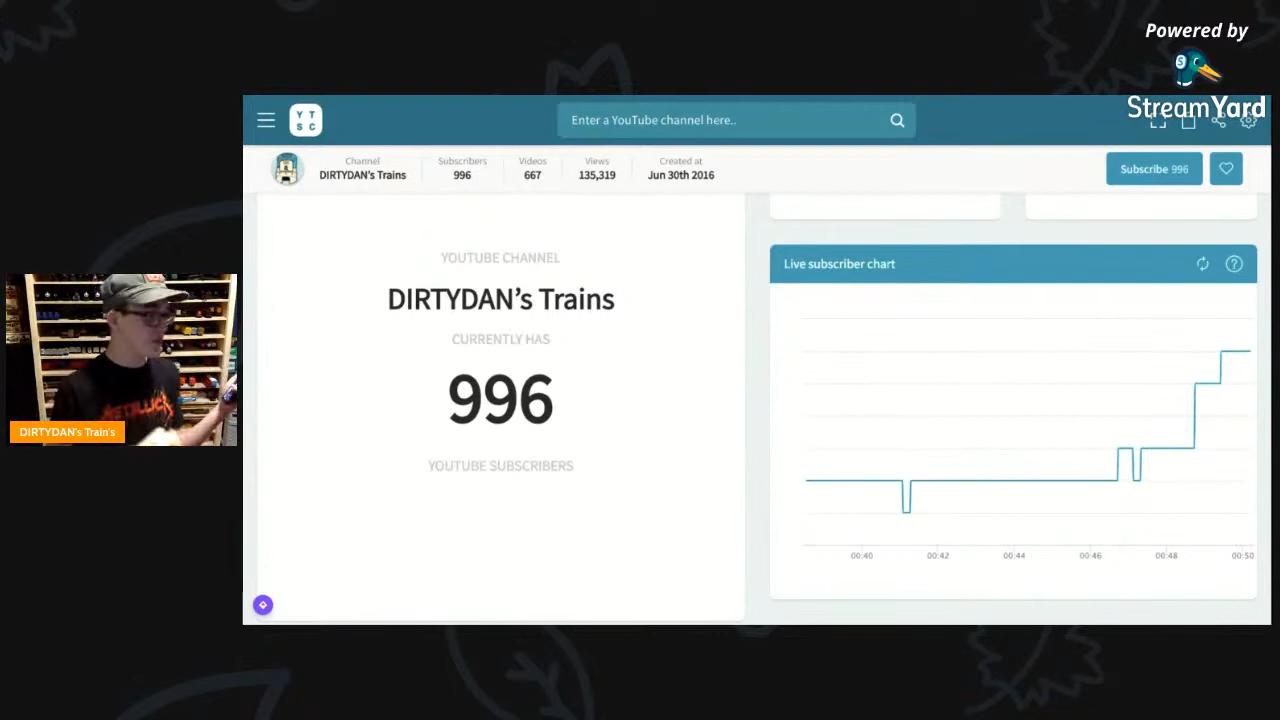 Powered by
StreamYard
Y T
S C
Enter a YouTube channel here..
Channel
DIRTYDAN's Trains
Subscribers
996
Videos
667
Views
135,319
Created at
Jun 30th 2016
Subscribe 996
YOUTUBE CHANNEL
DIRTYDAN's Trains
CURRENTLY HAS
996
YOUTUBE SUBSCRIBERS
Live subscriber chart
00:40 00:42 00:44 00:46 00:48 00:50
METALLICA
DIRTYDAN's Train's